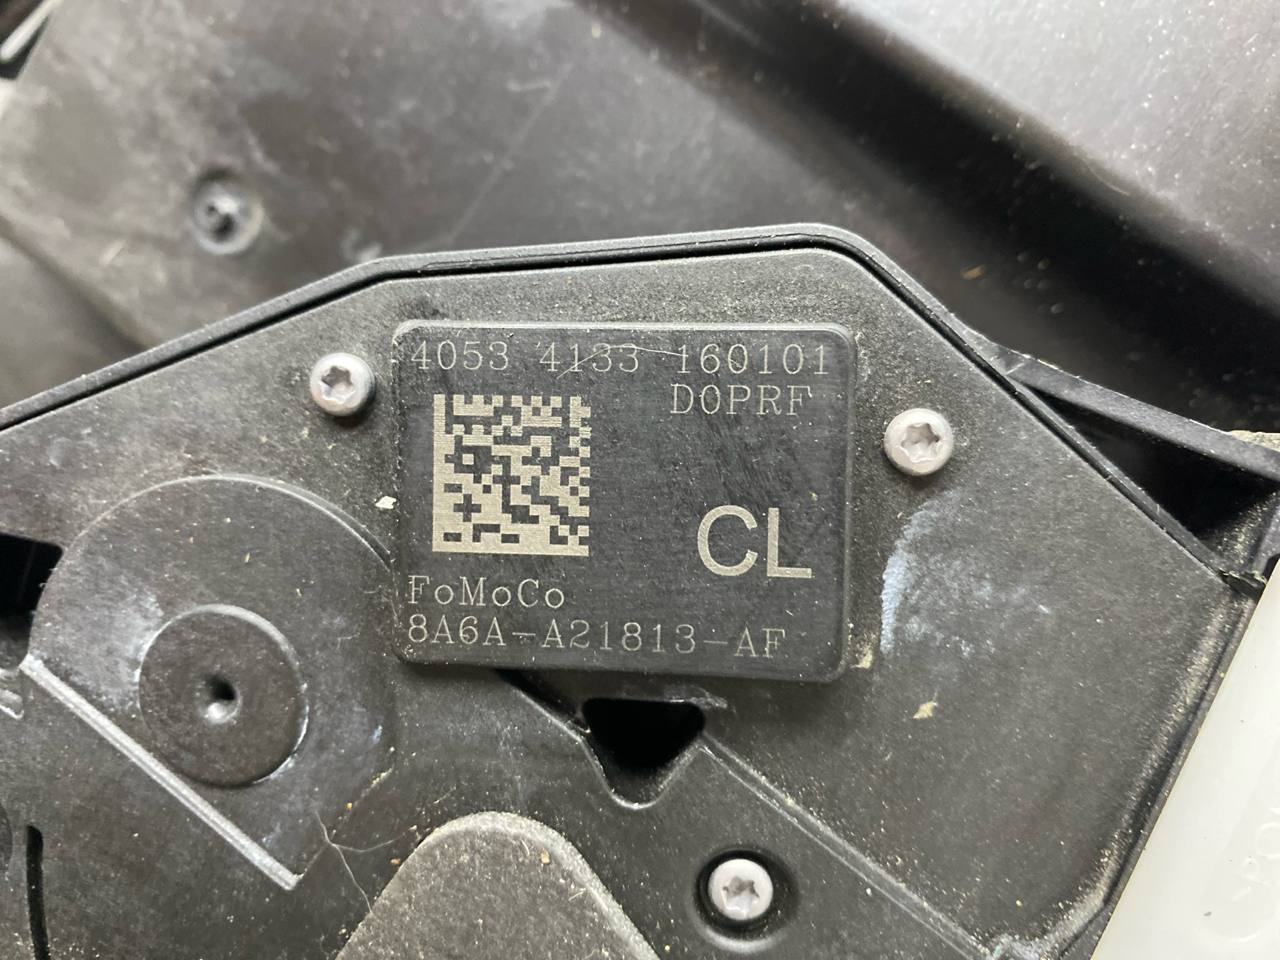 4053 4133 160101
D0PRF
CL
FoMoCo
8A6A-A21813-AF